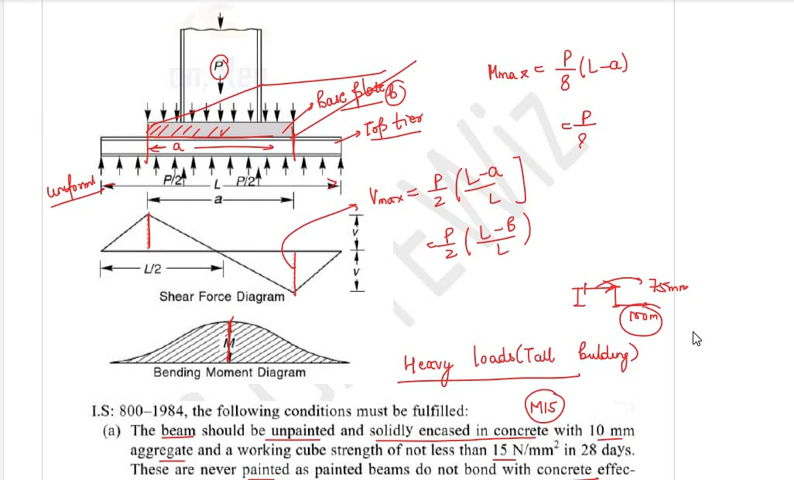 P
Mmax = P/8 (L-a)
= P/8
Base plate (b)
Top tier
a
uniform
P/2 L P/2
a
Vmax = P/2 (L-a/L]
= P/2 (L-B/L)
V
V
L/2
Shear Force Diagram
75mm
100m
M
Heavy loads (Tall Bulding)
Bending Moment Diagram
M15
I.S: 800–1984, the following conditions must be fulfilled:
(a) The beam should be unpainted and solidly encased in concrete with 10 mm
aggregate and a working cube strength of not less than 15 N/mm² in 28 days.
These are never painted as painted beams do not bond with concrete effec-